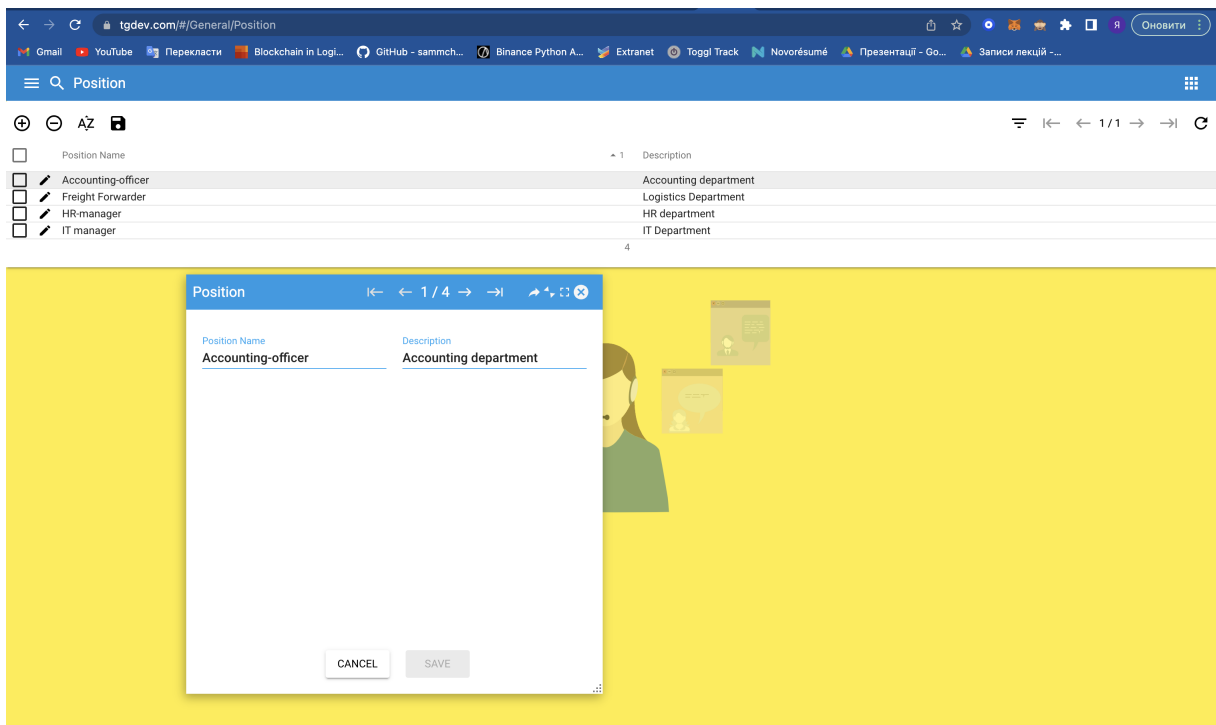 tgdev.com/#/General/Position
Я
Оновити
Gmail YouTube Перекласти Blockchain in Logi... GitHub - sammch... Binance Python A... Extranet Toggl Track Novorésumé Презентації - Go... Записи лекцій -...
Position
AZ
1 / 1
Position Name 1 Description
Accounting-officer Accounting department
Freight Forwarder Logistics Department
HR-manager HR department
IT manager IT Department
4
Position 1 / 4
Position Name Description
Accounting-officer Accounting department
CANCEL SAVE